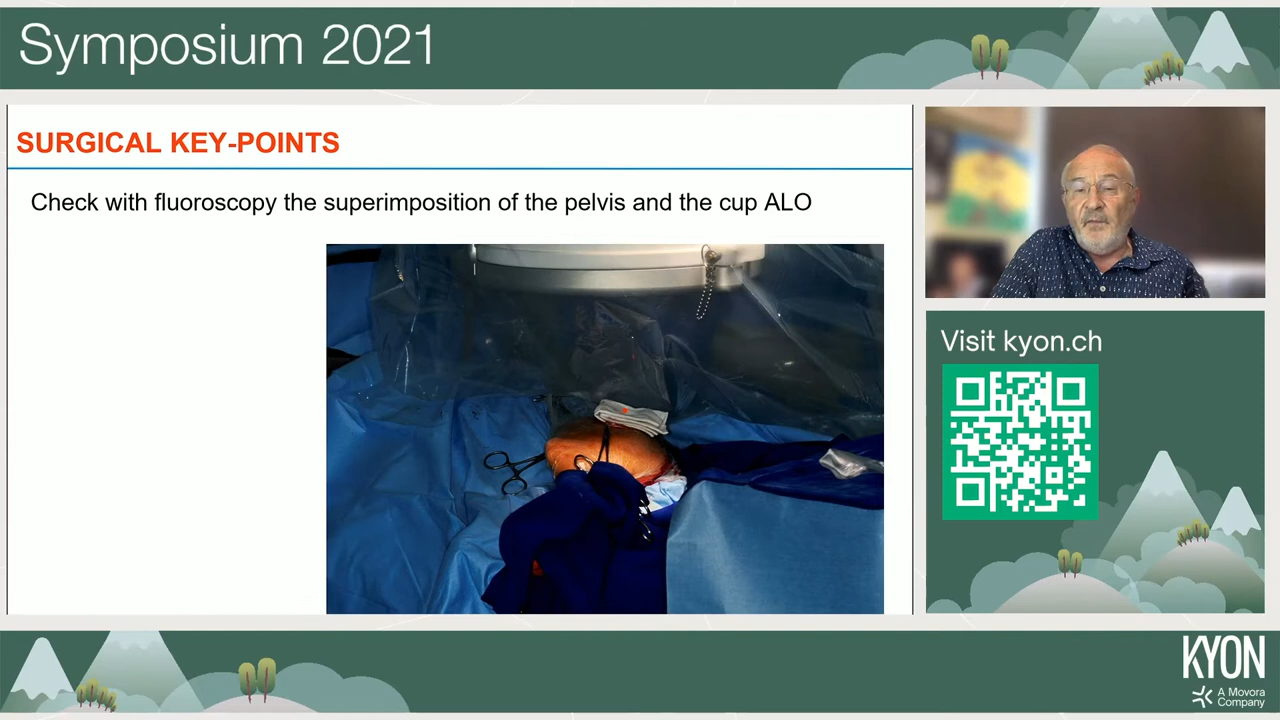 Symposium 2021
SURGICAL KEY-POINTS
Check with fluoroscopy the superimposition of the pelvis and the cup ALO
Visit kyon.ch
KYON
A Movora
Company